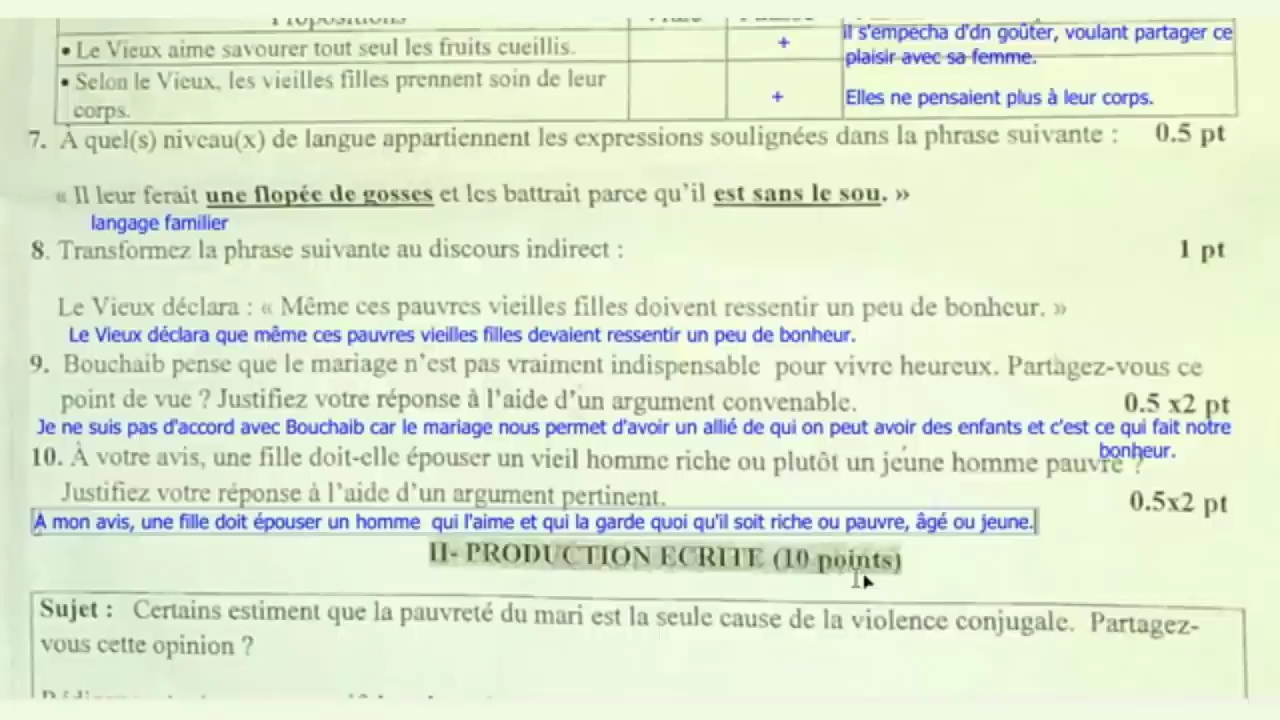 Propositions
il s'empecha d'dn goûter, voulant partager ce
• Le Vieux aime savourer tout seul les fruits cueillis. +
plaisir avec sa femme.
• Selon le Vieux, les vieilles filles prennent soin de leur
corps. + Elles ne pensaient plus à leur corps.
7. À quel(s) niveau(x) de langue appartiennent les expressions soulignées dans la phrase suivante : 0.5 pt
« Il leur ferait une flopée de gosses et les battrait parce qu'il est sans le sou. »
langage familier
8. Transformez la phrase suivante au discours indirect : 1 pt
Le Vieux déclara : « Même ces pauvres vieilles filles doivent ressentir un peu de bonheur. »
Le Vieux déclara que même ces pauvres vieilles filles devaient ressentir un peu de bonheur.
9. Bouchaib pense que le mariage n'est pas vraiment indispensable pour vivre heureux. Partagez-vous ce
point de vue ? Justifiez votre réponse à l'aide d'un argument convenable. 0.5 x2 pt
Je ne suis pas d'accord avec Bouchaib car le mariage nous permet d'avoir un allié de qui on peut avoir des enfants et c'est ce qui fait notre
bonheur.
10. À votre avis, une fille doit-elle épouser un vieil homme riche ou plutôt un jeune homme pauvre ?
Justifiez votre réponse à l'aide d'un argument pertinent. 0.5x2 pt
À mon avis, une fille doit épouser un homme qui l'aime et qui la garde quoi qu'il soit riche ou pauvre, âgé ou jeune.
II- PRODUCTION ECRITE (10 points)
Sujet : Certains estiment que la pauvreté du mari est la seule cause de la violence conjugale. Partagez-
vous cette opinion ?